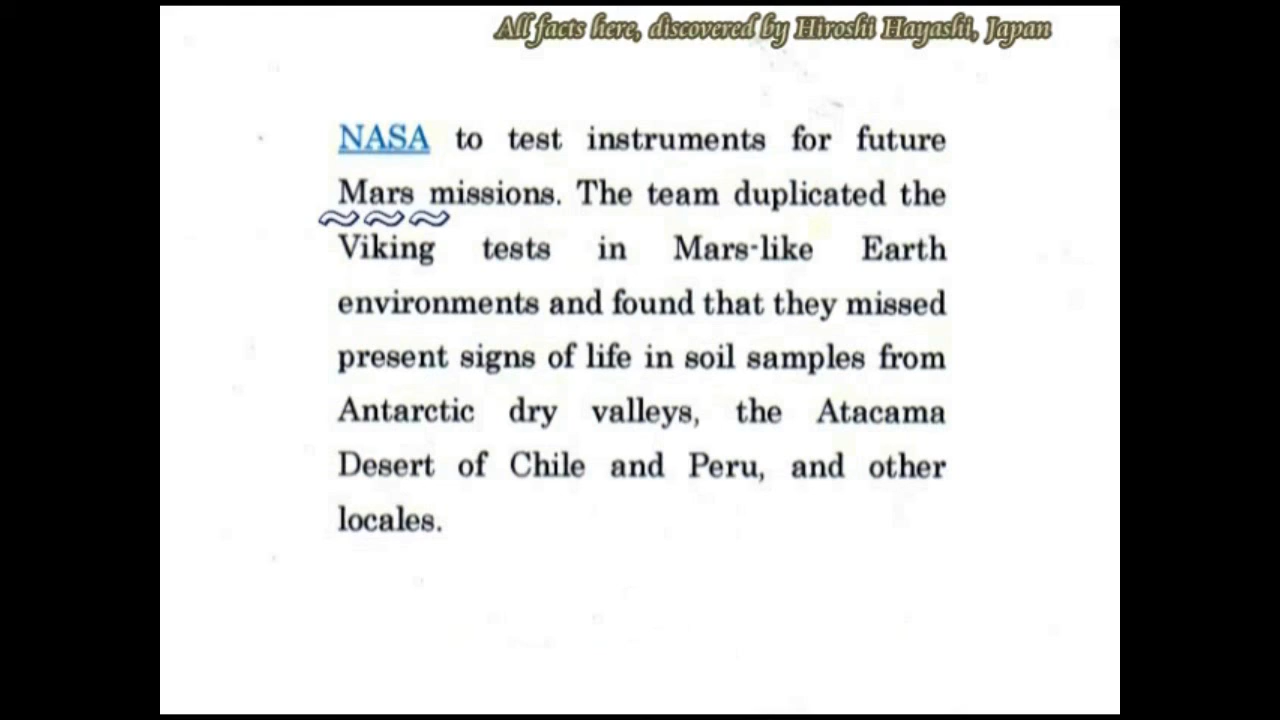 All facts here, discovered by Hiroshi Hayashi, Japan
NASA to test instruments for future
Mars missions. The team duplicated the
Viking tests in Mars-like Earth
environments and found that they missed
present signs of life in soil samples from
Antarctic dry valleys, the Atacama
Desert of Chile and Peru, and other
locales.